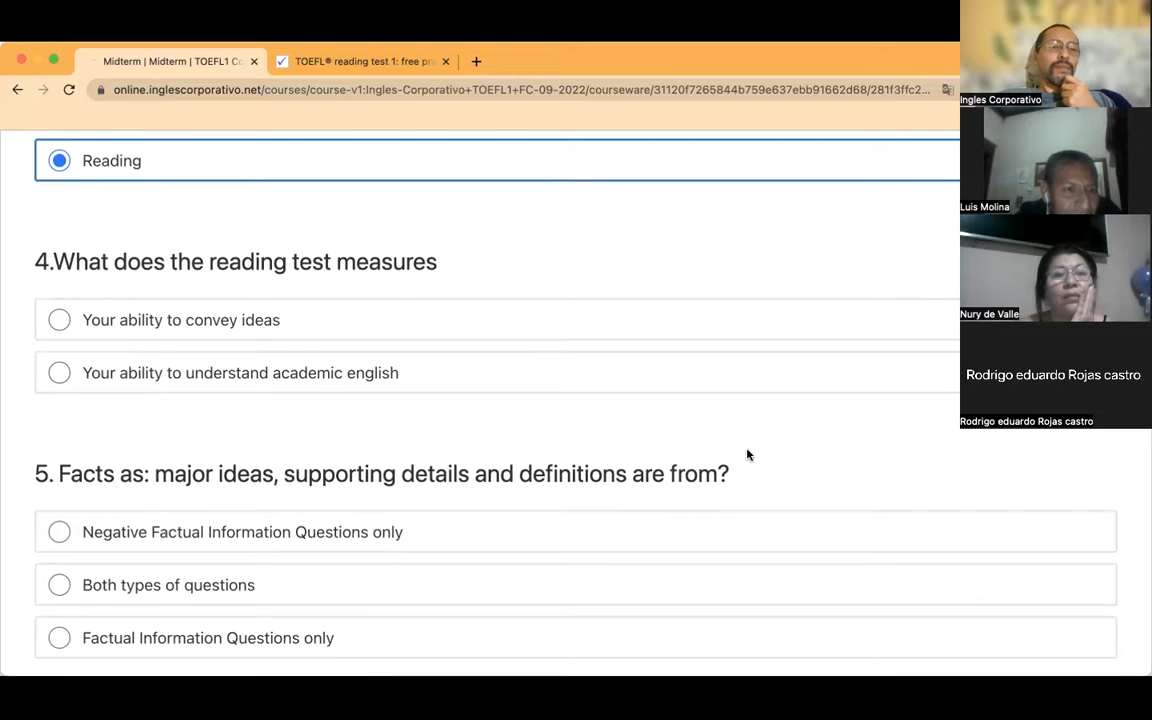 Midterm | Midterm | TOEFL1 Co
TOEFL® reading test 1: free pra
online.inglescorporativo.net/courses/course-v1:Ingles-Corporativo+TOEFL1+FC-09-2022/courseware/31120f7265844b759e637ebb91662d68/281f3ffc2...
Reading
4.What does the reading test measures
Your ability to convey ideas
Your ability to understand academic english
5. Facts as: major ideas, supporting details and definitions are from?
Negative Factual Information Questions only
Both types of questions
Factual Information Questions only
Ingles Corporativo
Luis Molina
Nury de Valle
Rodrigo eduardo Rojas castro
Rodrigo eduardo Rojas castro